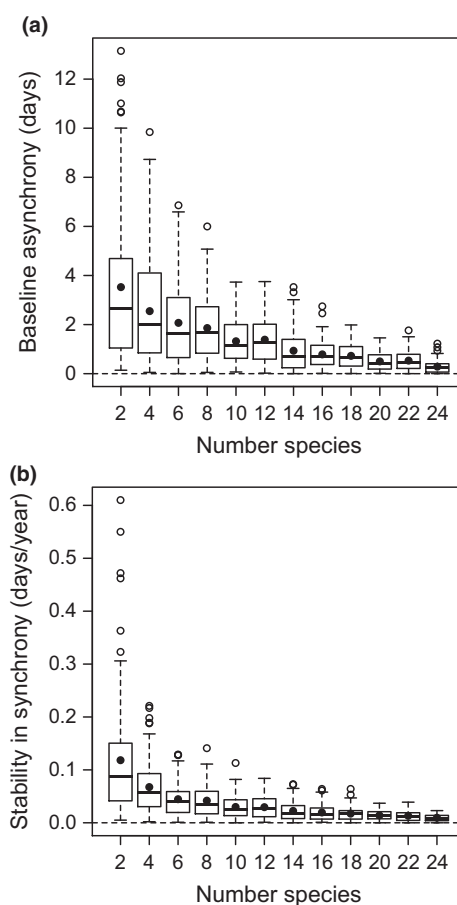 (a)
Baseline asynchrony (days)
12
10
8
6
4
2
0
2 4 6 8 10 12 14 16 18 20 22 24
Number species
(b)
Stability in synchrony (days/year)
0.6
0.5
0.4
0.3
0.2
0.1
0.0
2 4 6 8 10 12 14 16 18 20 22 24
Number species